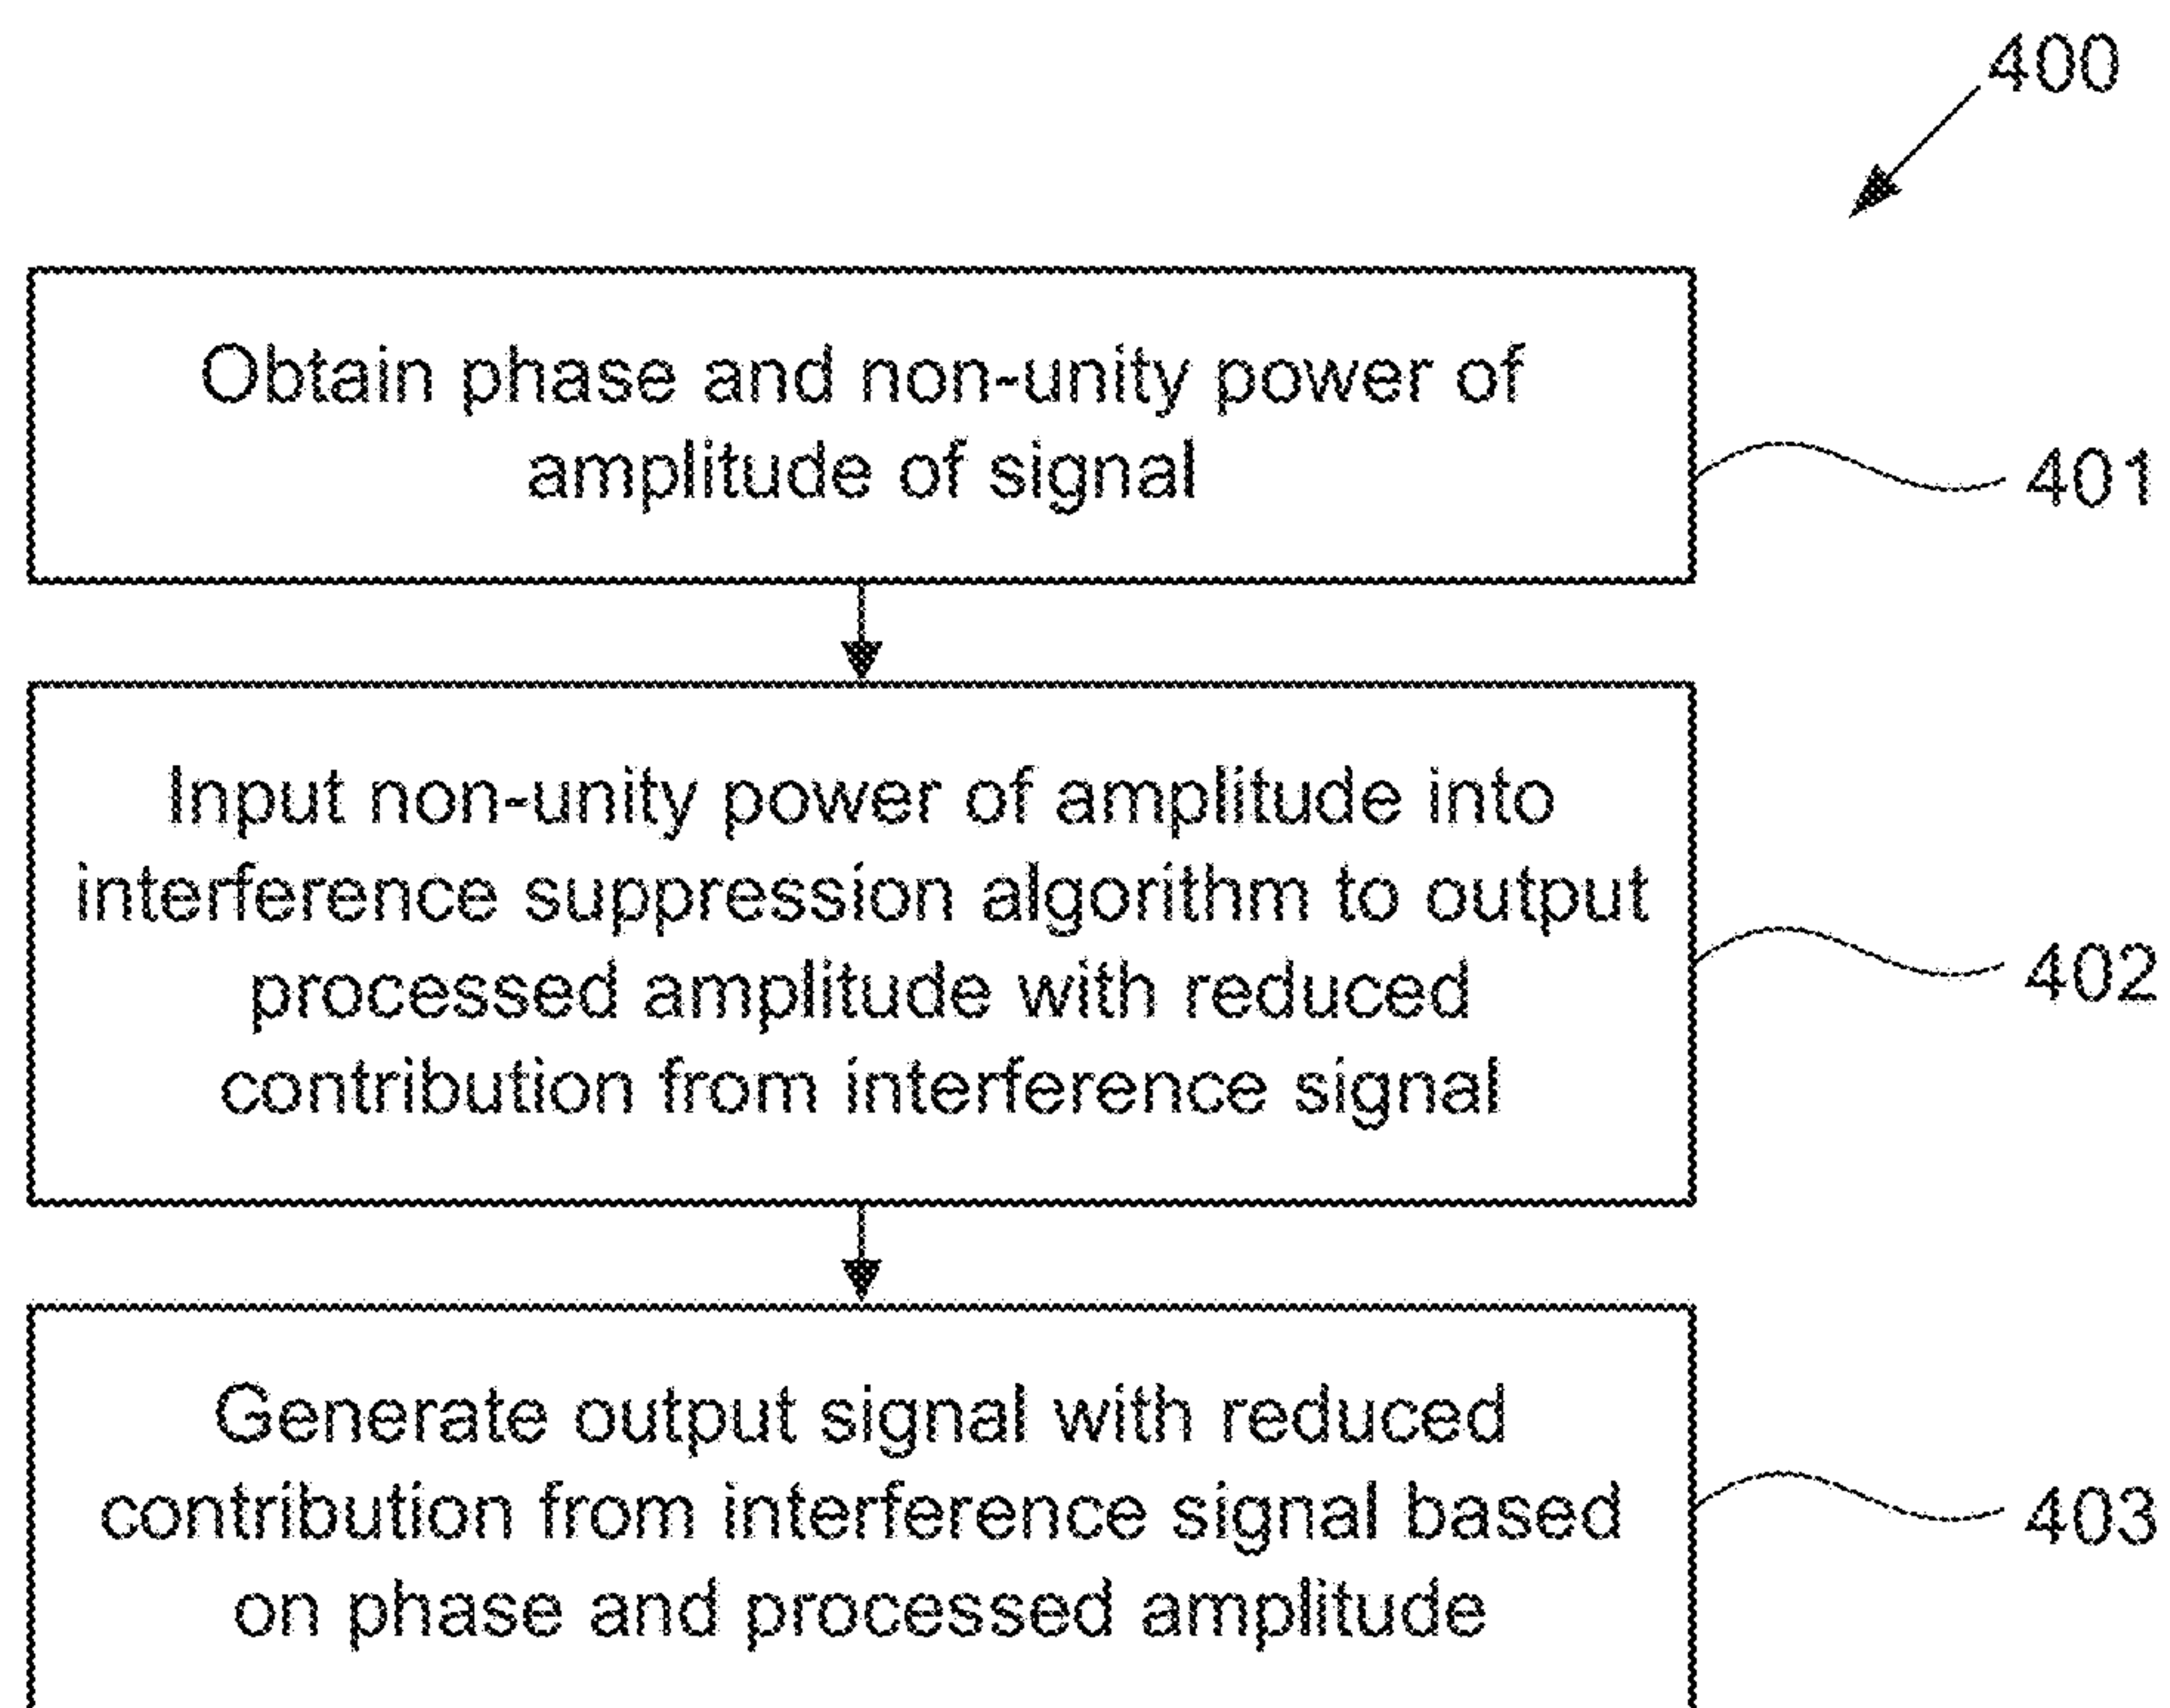 400
Obtain phase and non-unity power of
amplitude of signal
401
Input non-unity power of amplitude into
interference suppression algorithm to output
processed amplitude with reduced
contribution from interference signal
402
Generate output signal with reduced
contribution from interference signal based
on phase and processed amplitude
403